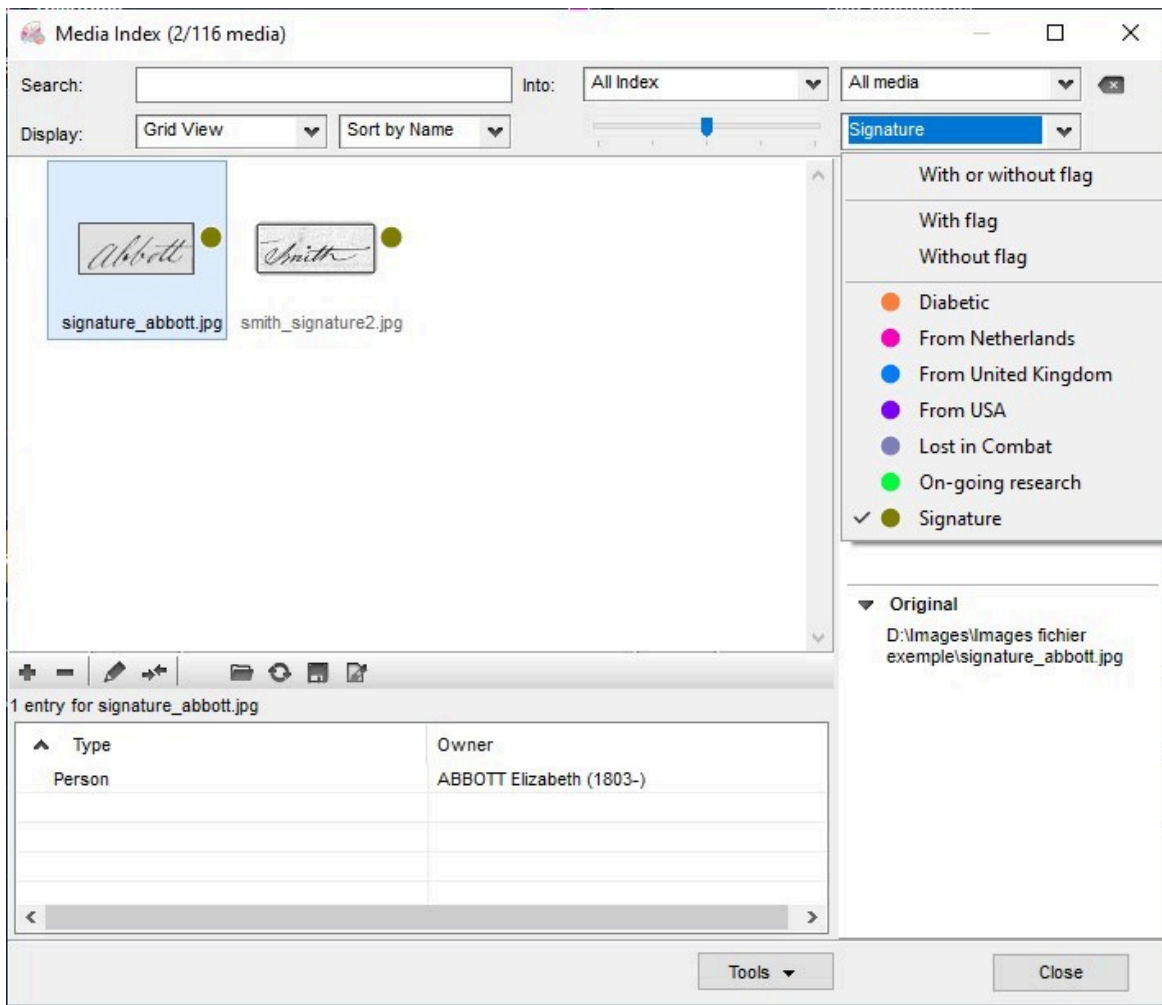 Media Index (2/116 media)
Search:
Into:
All Index
All media
Display:
Grid View
Sort by Name
Signature
With or without flag
With flag
Without flag
Diabetic
From Netherlands
From United Kingdom
From USA
Lost in Combat
On-going research
Signature
Abbott
Smith
signature_abbott.jpg
smith_signature2.jpg
Original
D:\Images\Images fichier
exemple\signature_abbott.jpg
1 entry for signature_abbott.jpg
Type
Owner
Person
ABBOTT Elizabeth (1803-)
Tools
Close